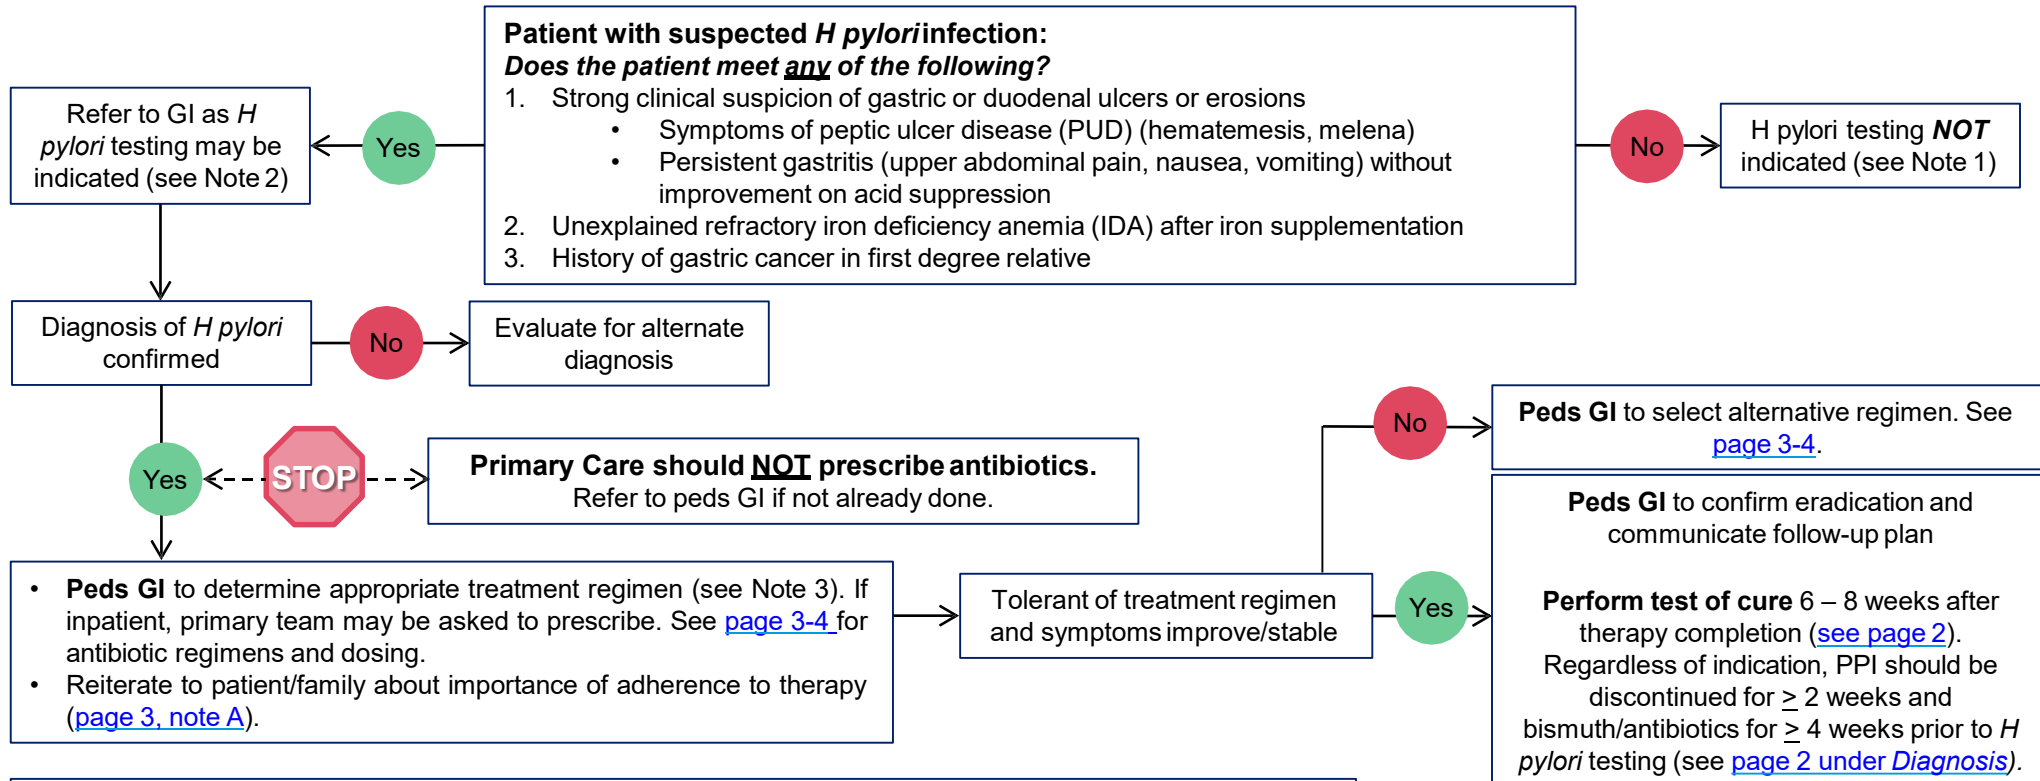 Patient with suspected H pylori infection:
Does the patient meet any of the following?
1. Strong clinical suspicion of gastric or duodenal ulcers or erosions
• Symptoms of peptic ulcer disease (PUD) (hematemesis, melena)
• Persistent gastritis (upper abdominal pain, nausea, vomiting) without
improvement on acid suppression
2. Unexplained refractory iron deficiency anemia (IDA) after iron supplementation
3. History of gastric cancer in first degree relative
Yes
Refer to GI as H
pylori testing may be
indicated (see Note 2)
No
H pylori testing NOT
indicated (see Note 1)
Diagnosis of H pylori
confirmed
No
Evaluate for alternate
diagnosis
Yes
STOP
Primary Care should NOT prescribe antibiotics.
Refer to peds GI if not already done.
• Peds GI to determine appropriate treatment regimen (see Note 3). If
inpatient, primary team may be asked to prescribe. See page 3-4 for
antibiotic regimens and dosing.
• Reiterate to patient/family about importance of adherence to therapy
(page 3, note A).
Tolerant of treatment regimen
and symptoms improve/stable
No
Peds GI to select alternative regimen. See
page 3-4.
Yes
Peds GI to confirm eradication and
communicate follow-up plan
Perform test of cure 6 – 8 weeks after
therapy completion (see page 2).
Regardless of indication, PPI should be
discontinued for ≥ 2 weeks and
bismuth/antibiotics for ≥ 4 weeks prior to H
pylori testing (see page 2 under Diagnosis).